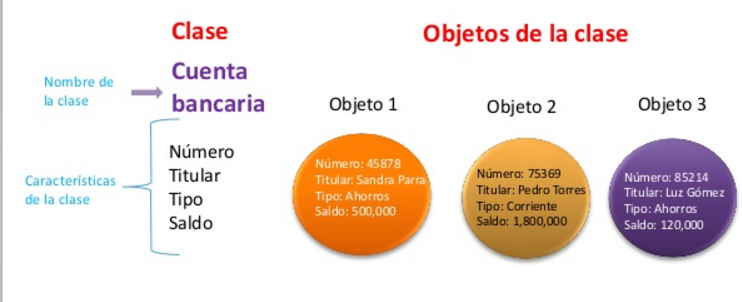 Clase
Objetos de la clase
Nombre de
la clase
Cuenta
bancaria
Objeto 1
Objeto 2
Objeto 3
Características
de la clase
Número
Titular
Tipo
Saldo
Número: 45878
Titular: Sandra Parra
Tipo: Ahorros
Saldo: 500,000
Número: 75369
Titular: Pedro Torres
Tipo: Corriente
Saldo: 1,800,000
Número: 85214
Titular: Luz Gómez
Tipo: Ahorros
Saldo: 120,000